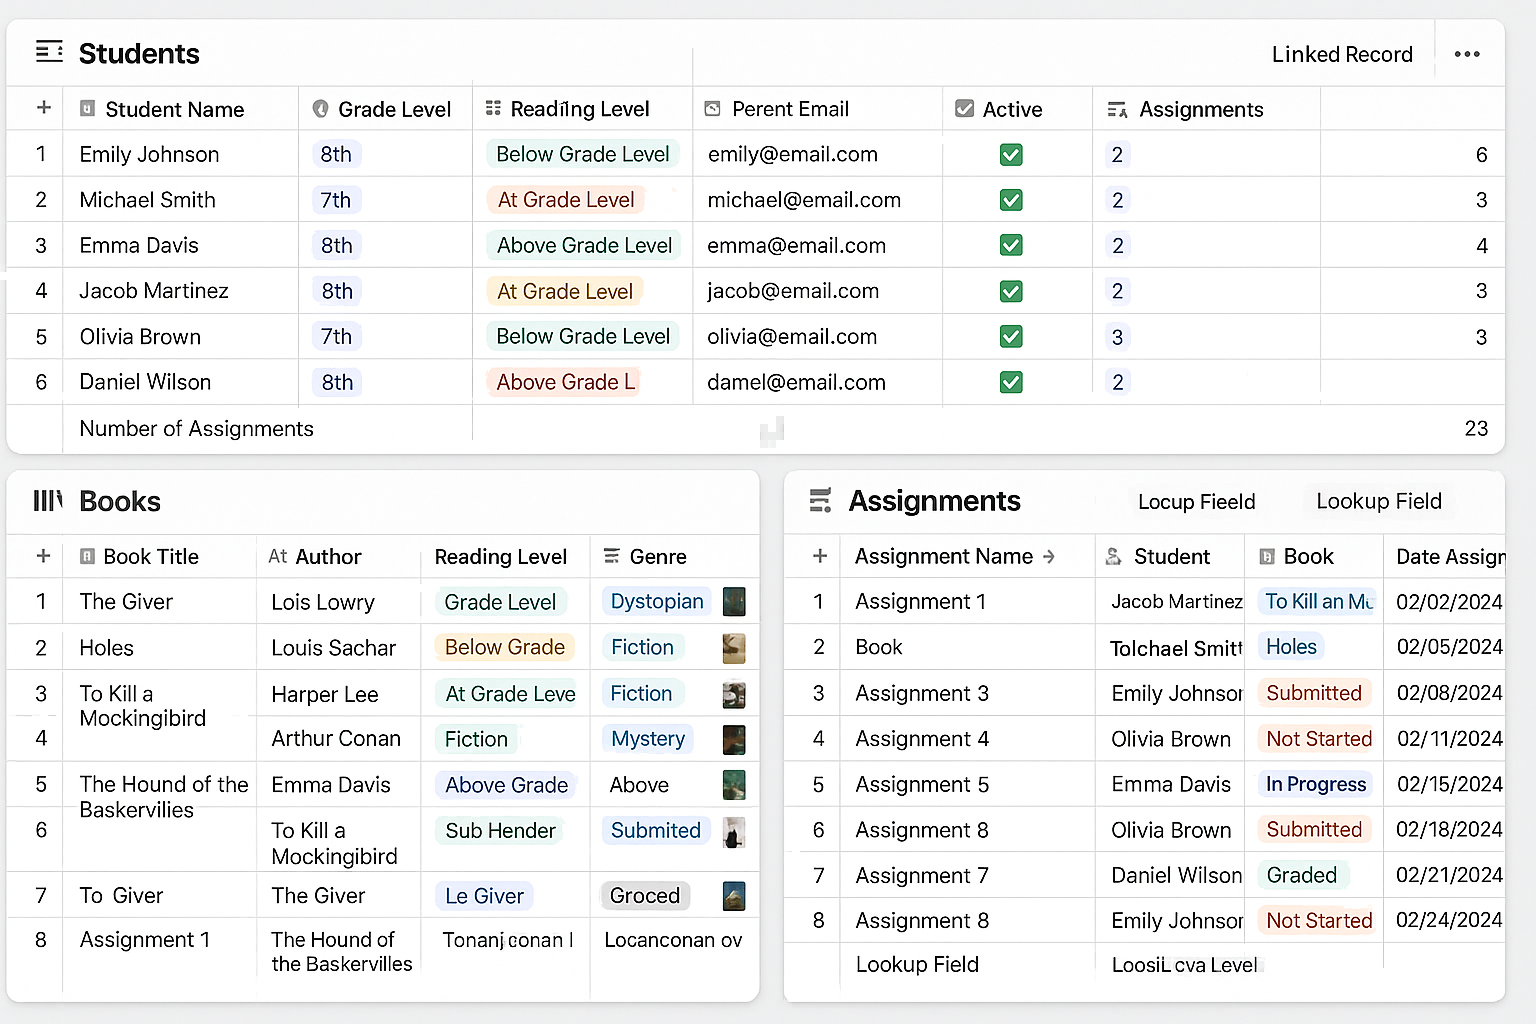 Students Linked Record
+ Student Name Grade Level Reading Level Perent Email Active Assignments
1 Emily Johnson 8th Below Grade Level emily@email.com 2 6
2 Michael Smith 7th At Grade Level michael@email.com 2 3
3 Emma Davis 8th Above Grade Level emma@email.com 2 4
4 Jacob Martinez 8th At Grade Level jacob@email.com 2 3
5 Olivia Brown 7th Below Grade Level olivia@email.com 3 3
6 Daniel Wilson 8th Above Grade L damel@email.com 2
Number of Assignments 23
Books
+ Book Title At Author Reading Level Genre
1 The Giver Lois Lowry Grade Level Dystopian
2 Holes Louis Sachar Below Grade Fiction
3 To Kill a Harper Lee At Grade Leve Fiction
Mockingibird
4 Arthur Conan Fiction Mystery
5 The Hound of the Emma Davis Above Grade Above
Baskervilies
6 To Kill a Sub Hender Submited
Mockingibird
7 To Giver The Giver Le Giver Groced
8 Assignment 1 The Hound of Locanconan ov
the Baskervilles
Assignments Locup Fieeld Lookup Field
+ Assignment Name → Student Book Date Assign
1 Assignment 1 Jacob Martinez To Kill an Mu 02/02/2024
2 Book Tolchael Smitt Holes 02/05/2024
3 Assignment 3 Emily Johnsor Submitted 02/08/2024
4 Assignment 4 Olivia Brown Not Started 02/11/2024
5 Assignment 5 Emma Davis In Progress 02/15/2024
6 Assignment 8 Olivia Brown Submitted 02/18/2024
7 Assignment 7 Daniel Wilson Graded 02/21/2024
8 Assignment 8 Emily Johnsor Not Started 02/24/2024
Lookup Field LoosiL cva Level